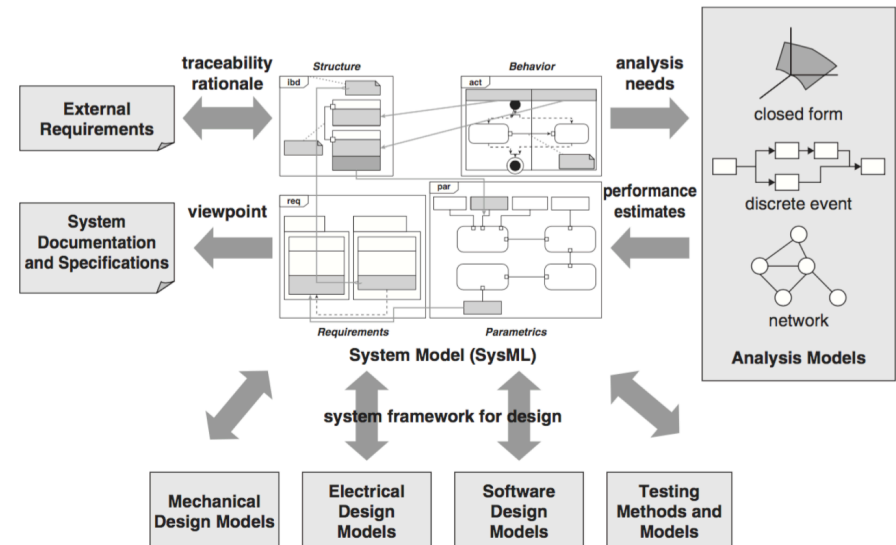 Structure
Behavior
traceability
rationale
ibd
act
analysis
needs
External
Requirements
closed form
discrete event
network
Analysis Models
req
par
viewpoint
performance
estimates
System
Documentation
and Specifications
Requirements
Parametrics
System Model (SysML)
system framework for design
Mechanical
Design Models
Electrical
Design
Models
Software
Design
Models
Testing
Methods and
Models